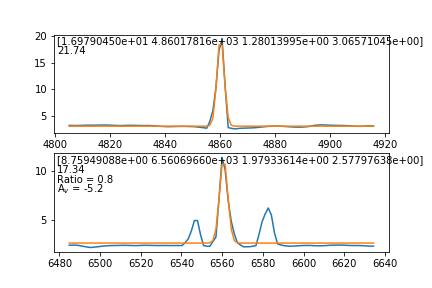 20
15
10
5
[1.69790450e+01 4.86017816e+03 1.28013995e+00 3.06571045e+00]
21.74
4800 4820 4840 4860 4880 4900 4920
10
5
[8.75949088e+00 6.56069660e+03 1.97933614e+00 2.57797638e+00]
17.34
Ratio = 0.8
Av = -5.2
6480 6500 6520 6540 6560 6580 6600 6620 6640